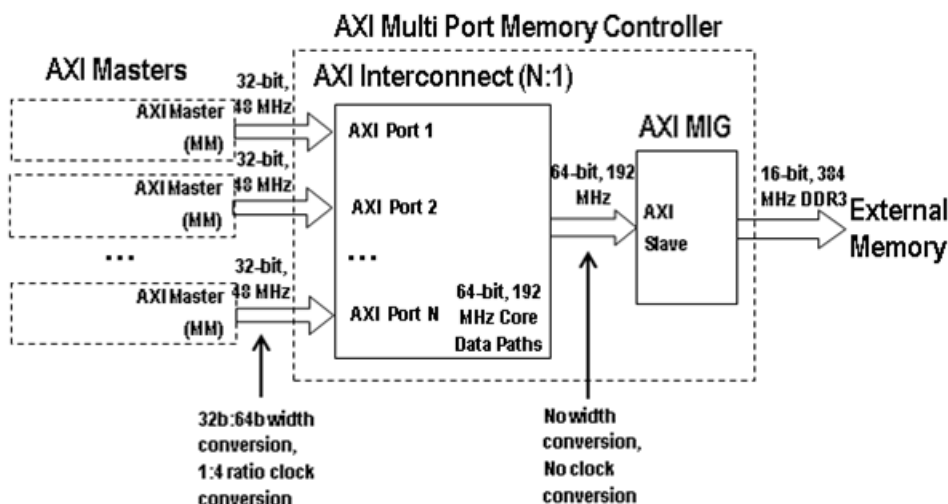 AXI Multi Port Memory Controller
AXI Masters
AXI Interconnect (N:1)
32-bit,
48 MHz
AXI Master
(MM)
AXI Port 1
AXI MIG
32-bit,
48 MHz
AXI Master
(MM)
AXI Port 2
64-bit, 192
MHz
AXI
Slave
16-bit, 384
MHz DDR3
External
Memory
...
...
32-bit,
48 MHz
AXI Master
(MM)
AXI Port N
64-bit, 192
MHz Core
Data Paths
32b:64b width
conversion,
1:4 ratio clock
conversion
No width
conversion,
No clock
conversion